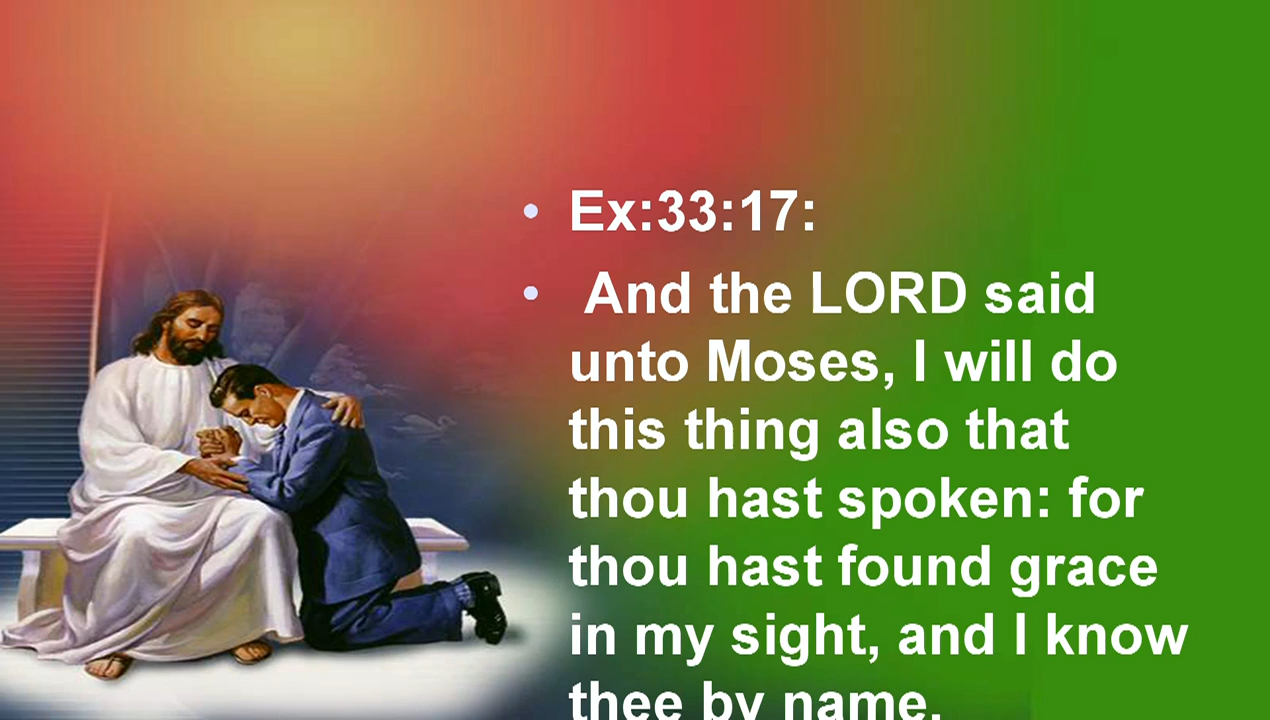 • Ex:33:17:
• And the LORD said
unto Moses, I will do
this thing also that
thou hast spoken: for
thou hast found grace
in my sight, and I know
thee by name.